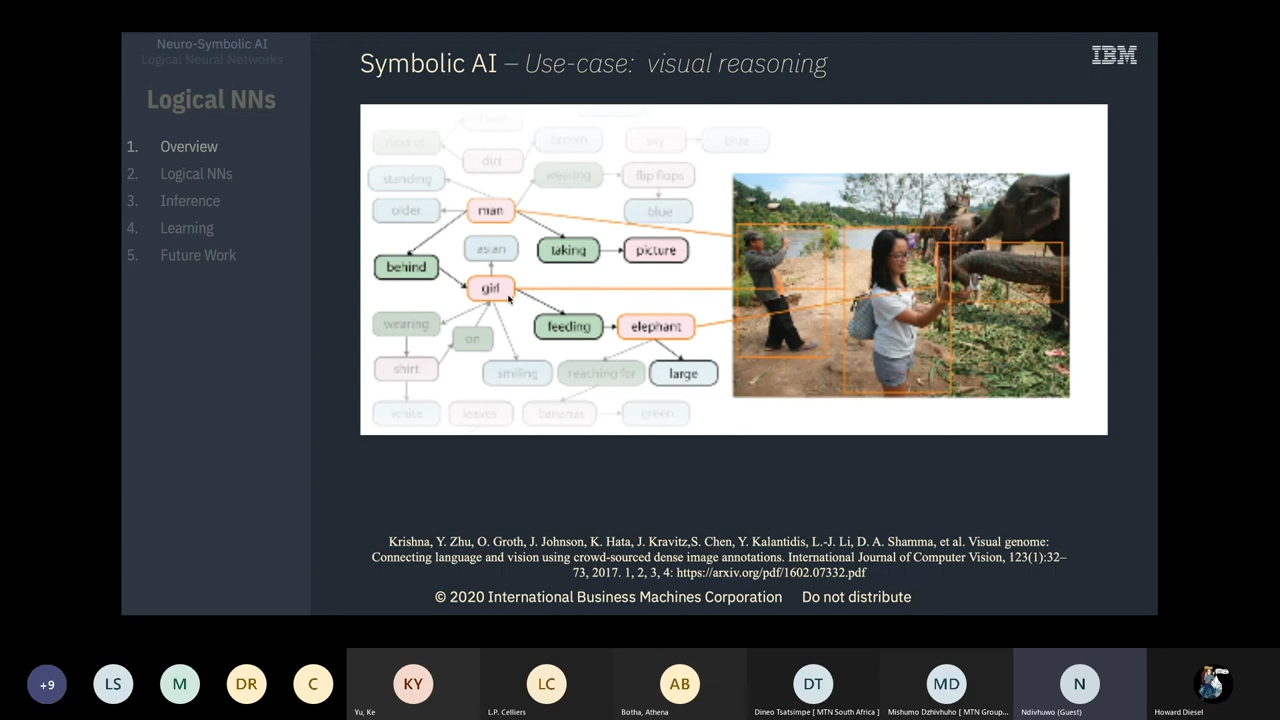 Neuro-Symbolic AI
Logical Neural Networks
Logical NNs
1. Overview
2. Logical NNs
3. Inference
4. Learning
5. Future Work
Symbolic AI – Use-case: visual reasoning
IBM
brown
sky
Blue
dirt
standing
wearing
flip flops
older
man
blue
asian
taking
picture
behind
girl
wearing
on
feeding
elephant
shirt
smiling
reaching for
large
white
leaves
bananas
green
Krishna, Y. Zhu, O. Groth, J. Johnson, K. Hata, J. Kravitz,S. Chen, Y. Kalantidis, L.-J. Li, D. A. Shamma, et al. Visual genome:
Connecting language and vision using crowd-sourced dense image annotations. International Journal of Computer Vision, 123(1):32–
73, 2017. 1, 2, 3, 4: https://arxiv.org/pdf/1602.07332.pdf
© 2020 International Business Machines Corporation Do not distribute
+9
LS
M
DR
C
KY
LC
AB
DT
MD
N
Yu, Ke
L.P. Celliers
Botha, Athena
Dineo Tsatsimpe [ MTN South Africa ]
Mishumo Dzhivhuho [ MTN Group...
Ndivhuwo (Guest)
Howard Diesel